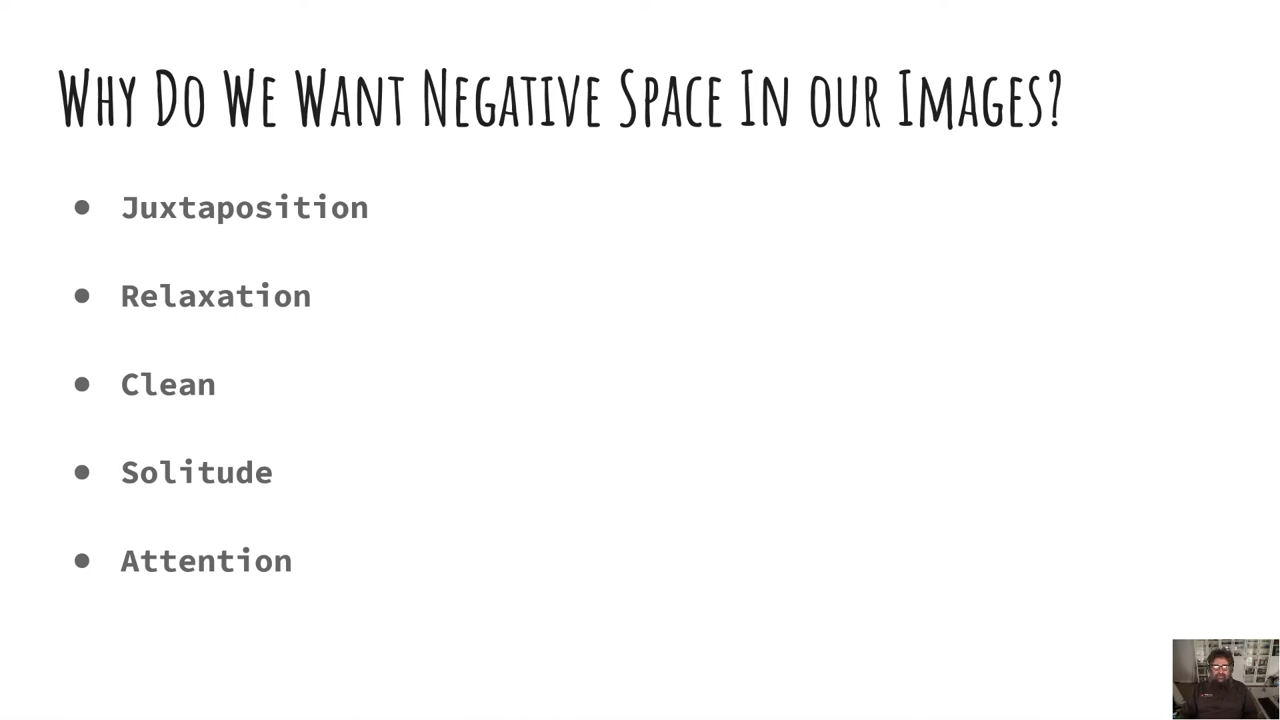 Why Do We Want Negative Space In our Images?
● Juxtaposition
● Relaxation
● Clean
● Solitude
● Attention